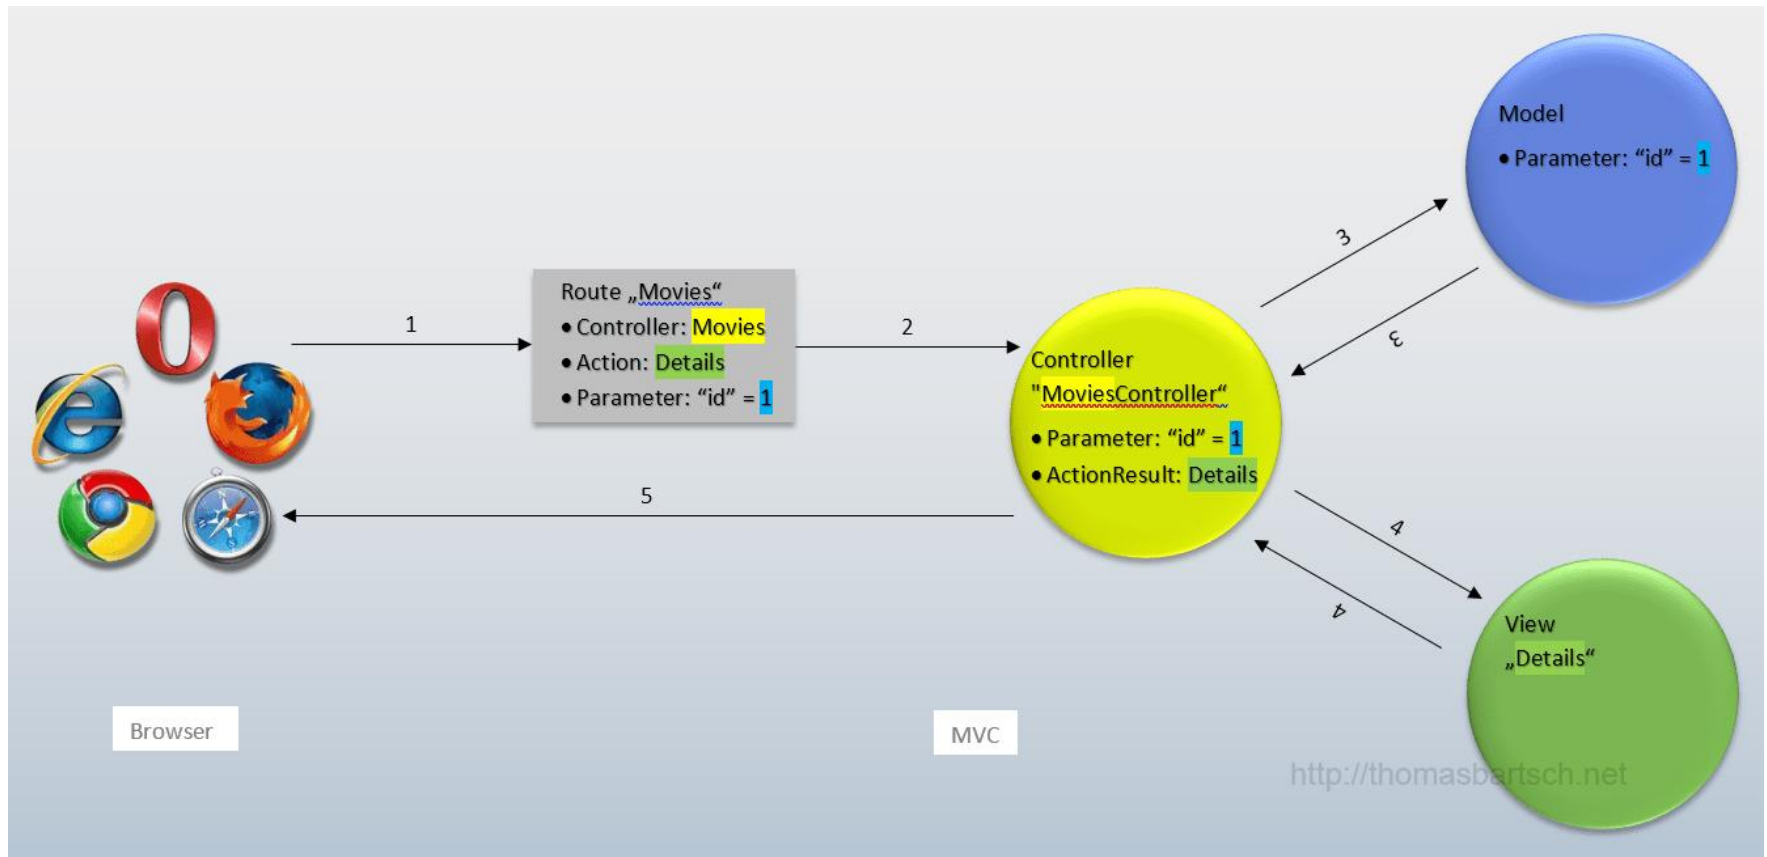 Model
• Parameter: “id” = 1
3
3
Route „Movies“
• Controller: Movies
• Action: Details
• Parameter: “id” = 1
1
2
Controller
"MoviesController“
• Parameter: “id” = 1
• ActionResult: Details
5
4
4
View
„Details“
Browser
MVC
http://thomasbartsch.net